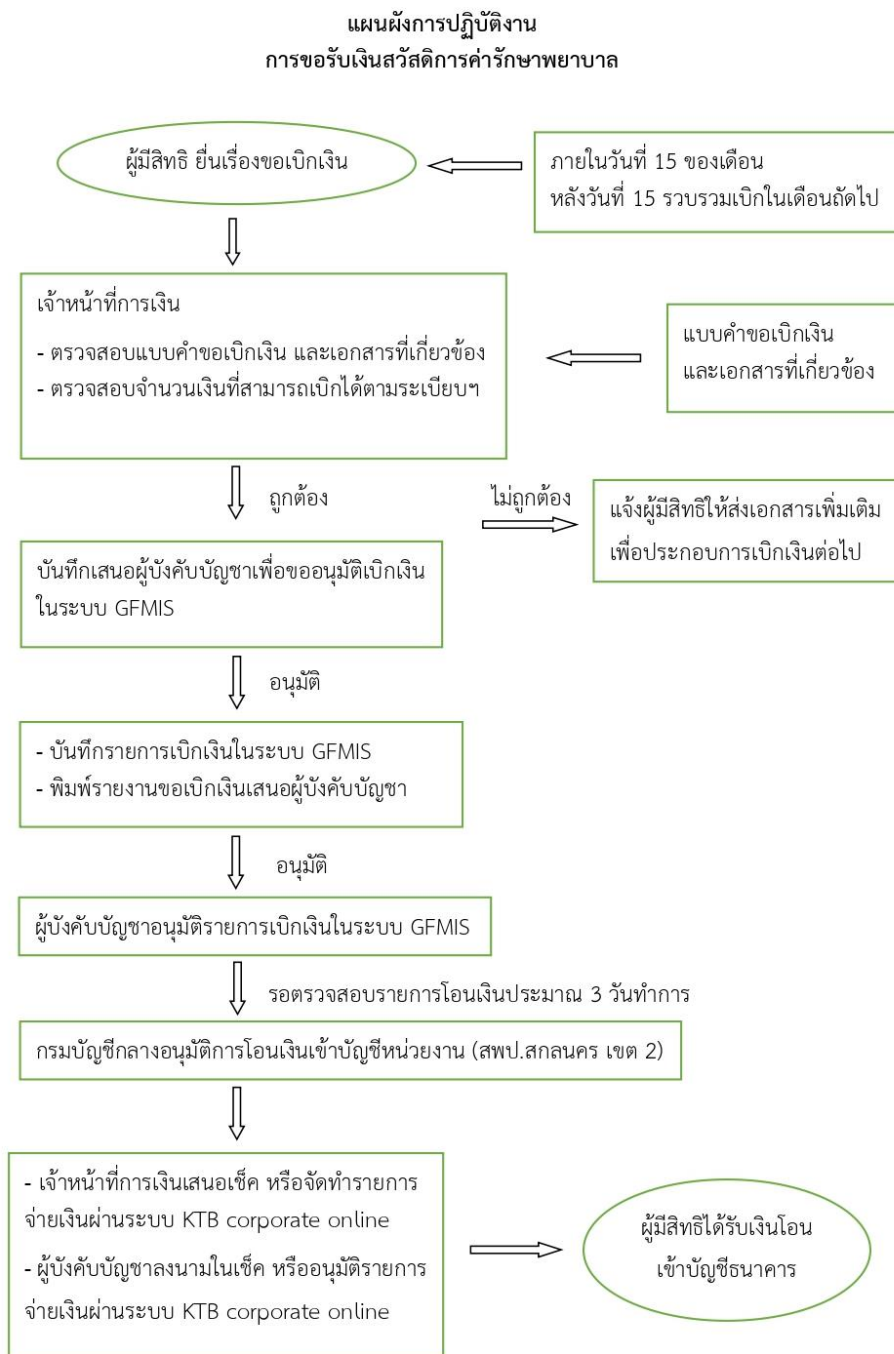 แผนผังการปฏิบัติงาน
การขอรับเงินสวัสดิการค่ารักษาพยาบาล
ผู้มีสิทธิ ยื่นเรื่องขอเบิกเงิน
ภายในวันที่ 15 ของเดือน
หลังวันที่ 15 รวบรวมเบิกในเดือนถัดไป
เจ้าหน้าที่การเงิน
- ตรวจสอบแบบคำขอเบิกเงิน และเอกสารที่เกี่ยวข้อง
- ตรวจสอบจำนวนเงินที่สามารถเบิกได้ตามระเบียบฯ
แบบคำขอเบิกเงิน
และเอกสารที่เกี่ยวข้อง
ถูกต้อง
ไม่ถูกต้อง
แจ้งผู้มีสิทธิให้ส่งเอกสารเพิ่มเติม
เพื่อประกอบการเบิกเงินต่อไป
บันทึกเสนอผู้บังคับบัญชาเพื่อขออนุมัติเบิกเงิน
ในระบบ GFMIS
อนุมัติ
- บันทึกรายการเบิกเงินในระบบ GFMIS
- พิมพ์รายงานขอเบิกเงินเสนอผู้บังคับบัญชา
อนุมัติ
ผู้บังคับบัญชาอนุมัติรายการเบิกเงินในระบบ GFMIS
รอตรวจสอบรายการโอนเงินประมาณ 3 วันทำการ
กรมบัญชีกลางอนุมัติการโอนเงินเข้าบัญชีหน่วยงาน (สพป.สกลนคร เขต 2)
- เจ้าหน้าที่การเงินเสนอเช็ค หรือจัดทำรายการ
จ่ายเงินผ่านระบบ KTB corporate online
- ผู้บังคับบัญชาลงนามในเช็ค หรืออนุมัติรายการ
จ่ายเงินผ่านระบบ KTB corporate online
ผู้มีสิทธิได้รับเงินโอน
เข้าบัญชีธนาคาร